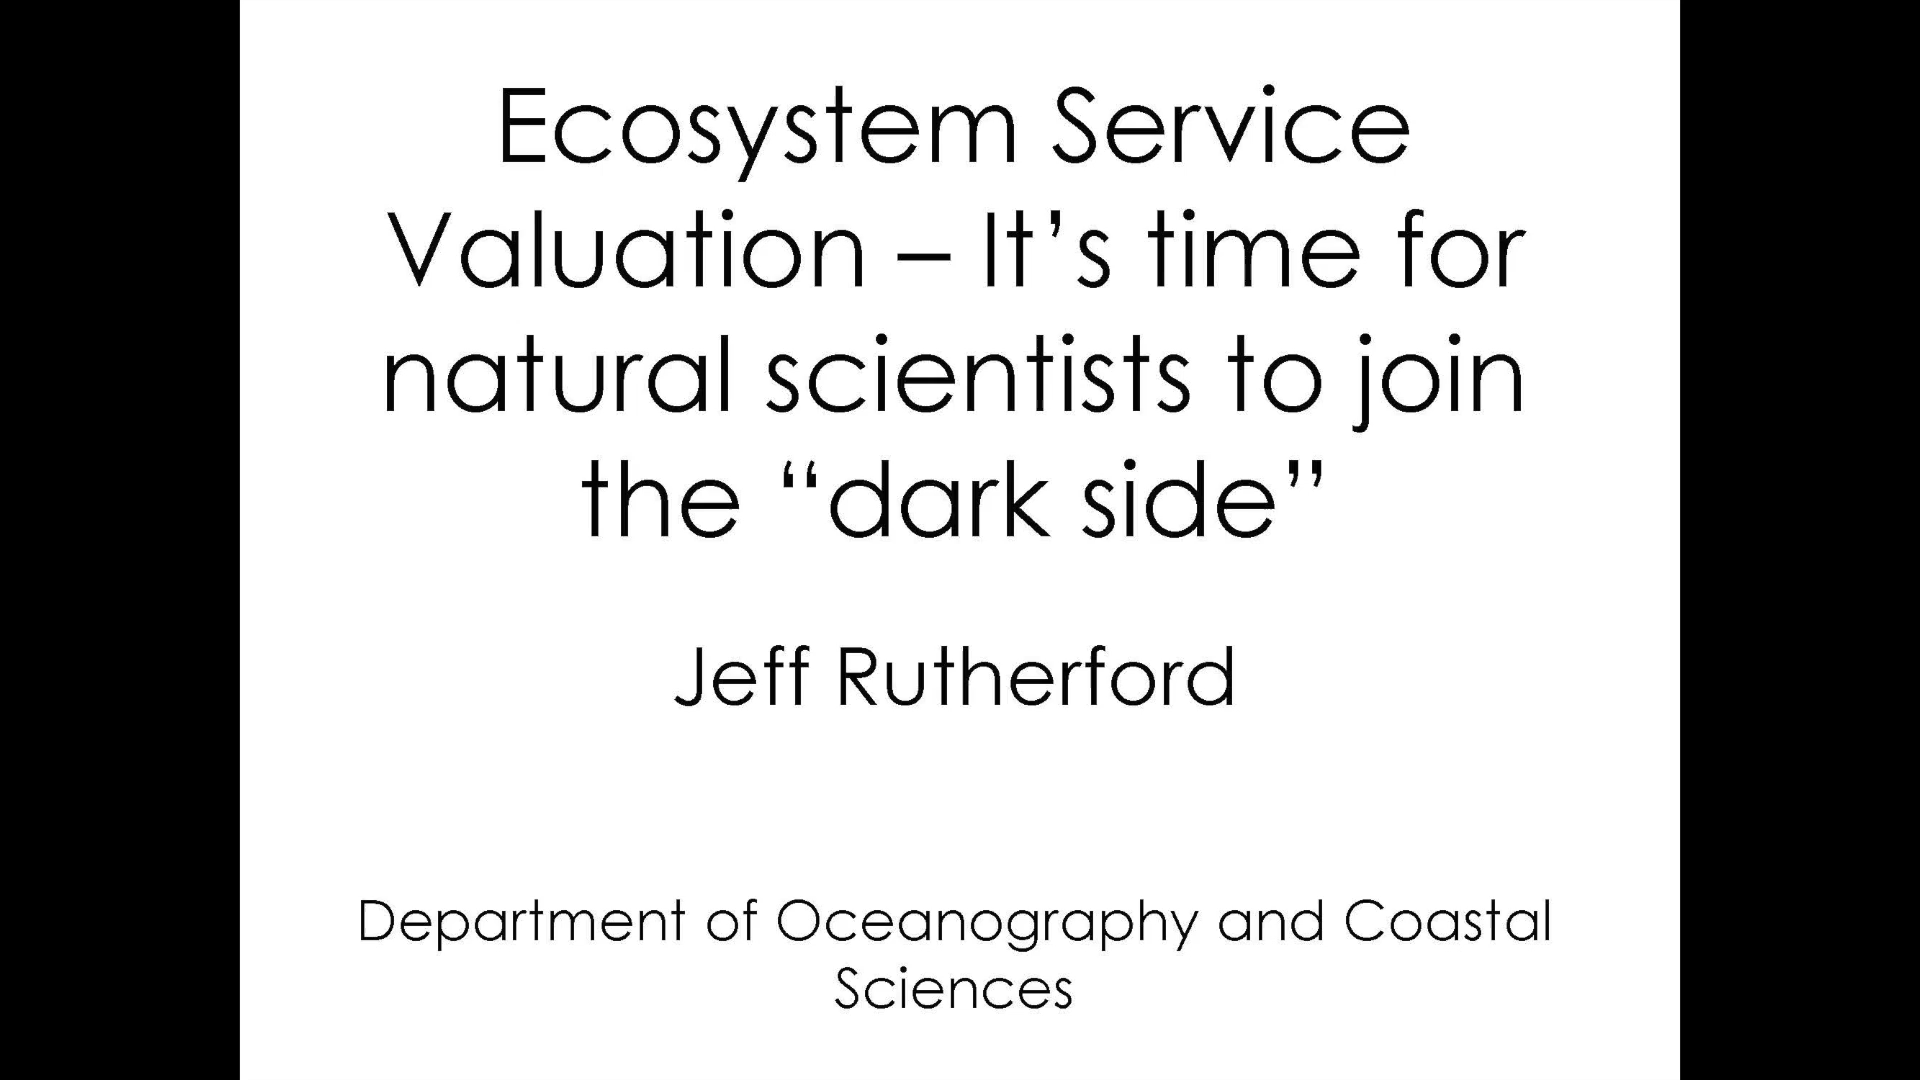 Ecosystem Service
Valuation – It’s time for
natural scientists to join
the “dark side”
Jeff Rutherford
Department of Oceanography and Coastal
Sciences